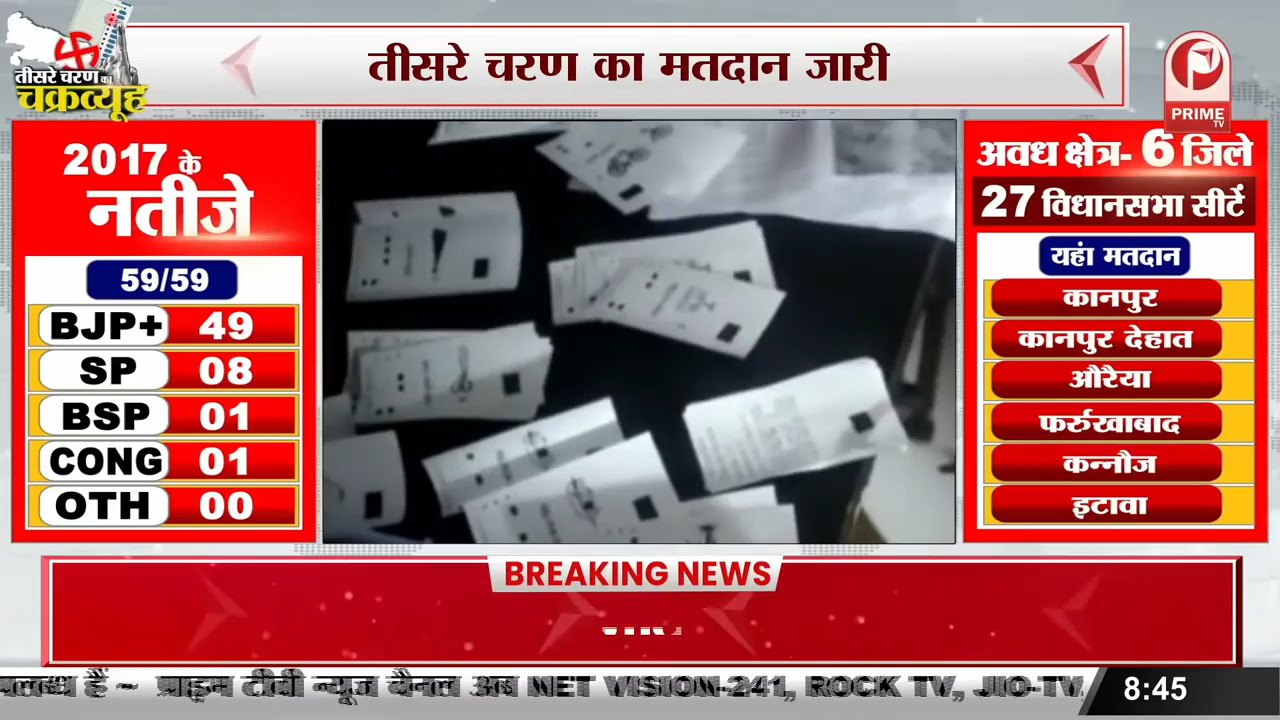 तीसरे चरण का
चक्रव्यूह
तीसरे चरण का मतदान जारी
PRIME
TV
2017 के
नतीजे
59/59
BJP+ 49
SP 08
BSP 01
CONG 01
OTH 00
अवध क्षेत्र- 6 जिले
27 विधानसभा सीटें
यहां मतदान
कानपुर
कानपुर देहात
औरैया
फर्रुखाबाद
कन्नौज
इटावा
BREAKING NEWS
हैं ~ प्राइम टीवी न्यूज चैनल अब NET VISION-241, ROCK TV, JIO-TV,
8:45